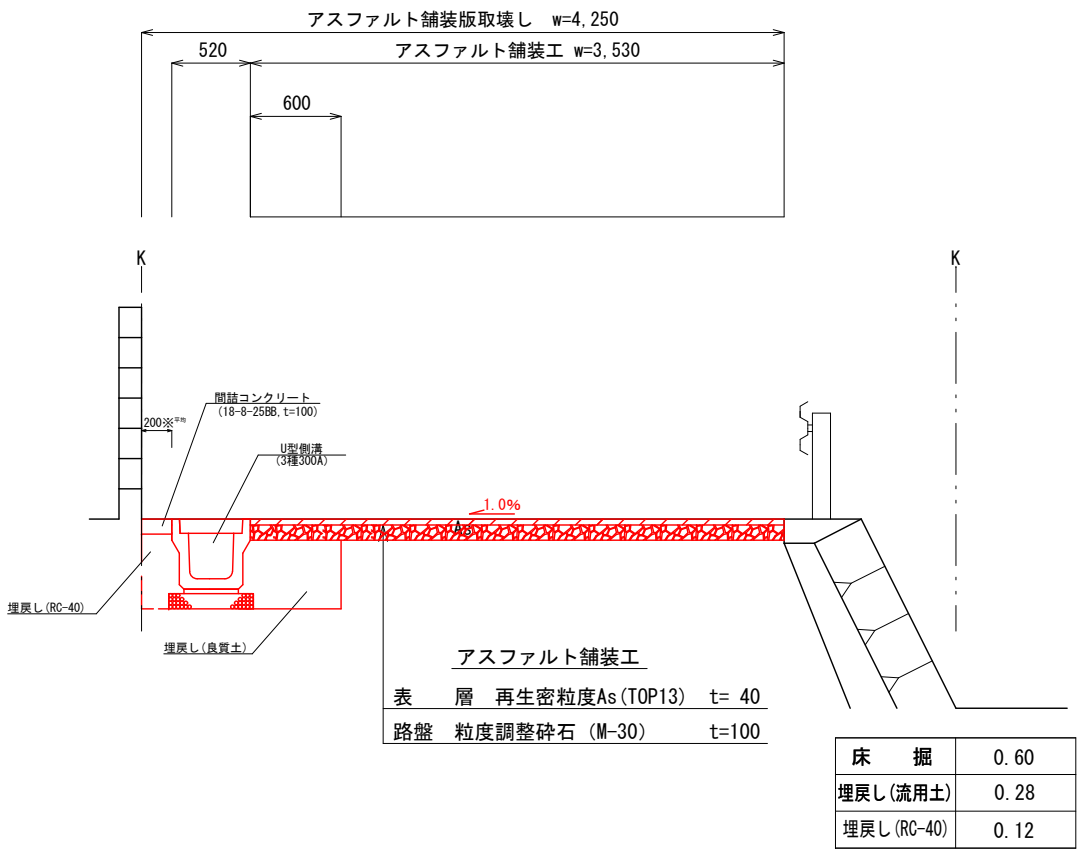 アスファルト舗装版取壊し w=4,250
520
アスファルト舗装工 w=3,530
600
K
K
間詰コンクリート
(18-8-25BB,t=100)
200※平均
U型側溝
(3種300A)
1.0%
As
埋戻し(RC-40)
埋戻し(良質土)
アスファルト舗装工
表 層 再生密粒度As(TOP13) t= 40
路盤 粒度調整砕石 (M-30) t=100
床 掘 0.60
埋戻し(流用土) 0.28
埋戻し(RC-40) 0.12